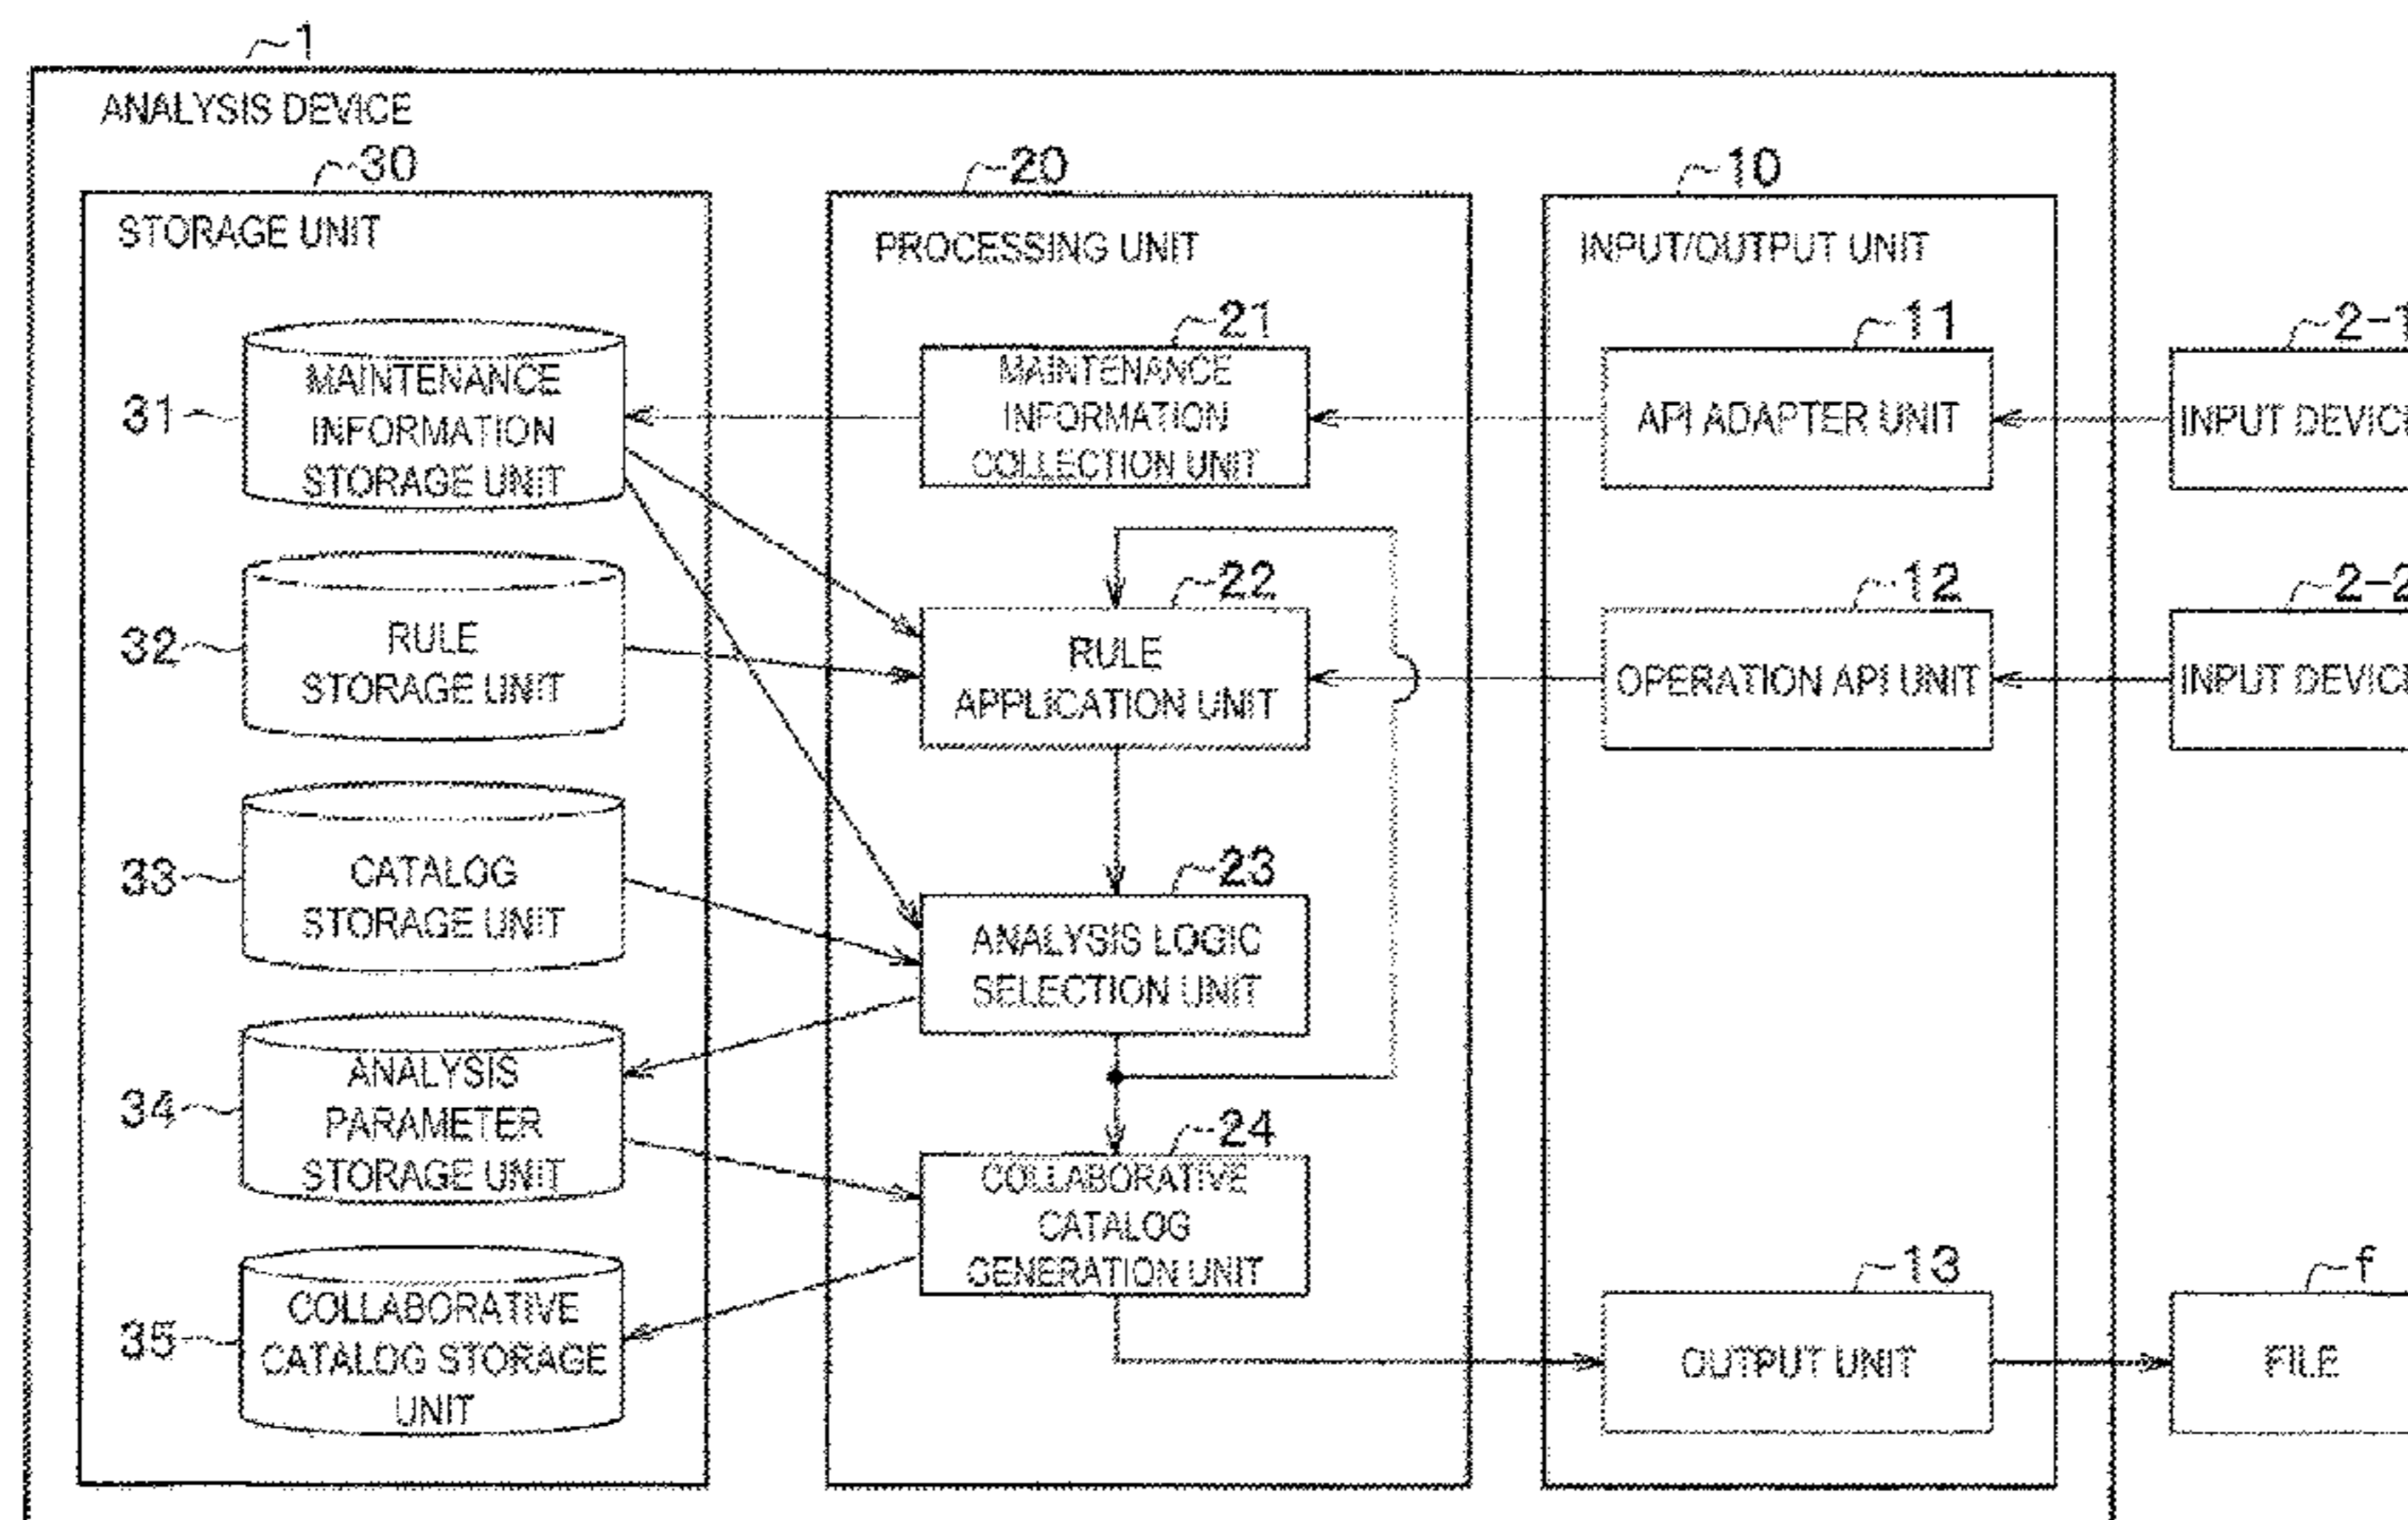 1
ANALYSIS DEVICE
30
STORAGE UNIT
31
MAINTENANCE
INFORMATION
STORAGE UNIT
32
RULE
STORAGE UNIT
33
CATALOG
STORAGE UNIT
34
ANALYSIS
PARAMETER
STORAGE UNIT
35
COLLABORATIVE
CATALOG STORAGE
UNIT
20
PROCESSING UNIT
21
MAINTENANCE
INFORMATION
COLLECTION UNIT
22
RULE
APPLICATION UNIT
23
ANALYSIS LOGIC
SELECTION UNIT
24
COLLABORATIVE
CATALOG
GENERATION UNIT
10
INPUT/OUTPUT UNIT
11
API ADAPTER UNIT
12
OPERATION API UNIT
13
OUTPUT UNIT
2-1
INPUT DEVICE
2-2
INPUT DEVICE
f
FILE